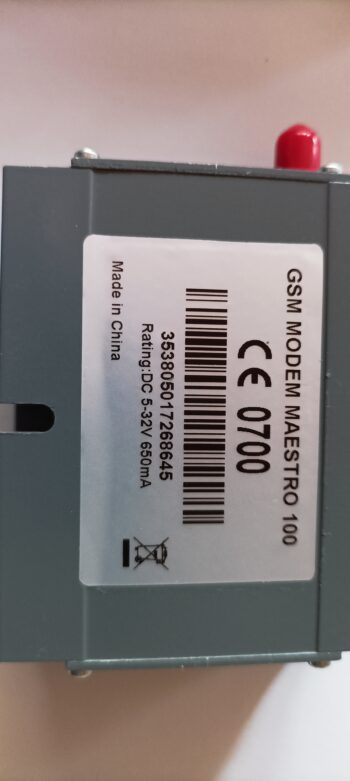 GSM MODEM MAESTRO 100
CE 0700
353805017268645
Rating:DC 5-32V 650mA
Made in China